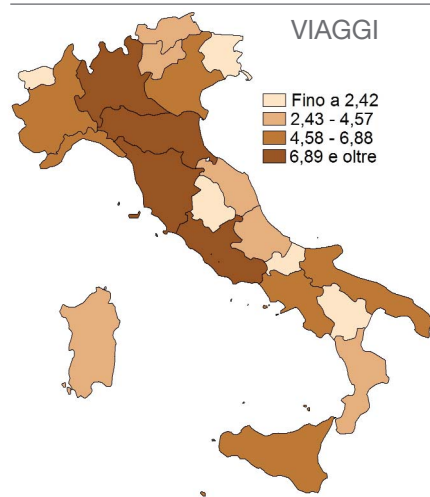 VIAGGI
Fino a 2,42
2,43 - 4,57
4,58 - 6,88
6,89 e oltre